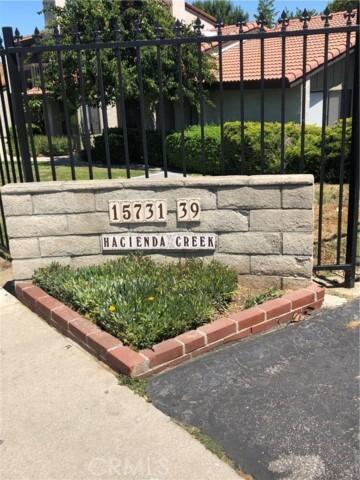 15731 39
HACIENDA CREEK
CRMLS